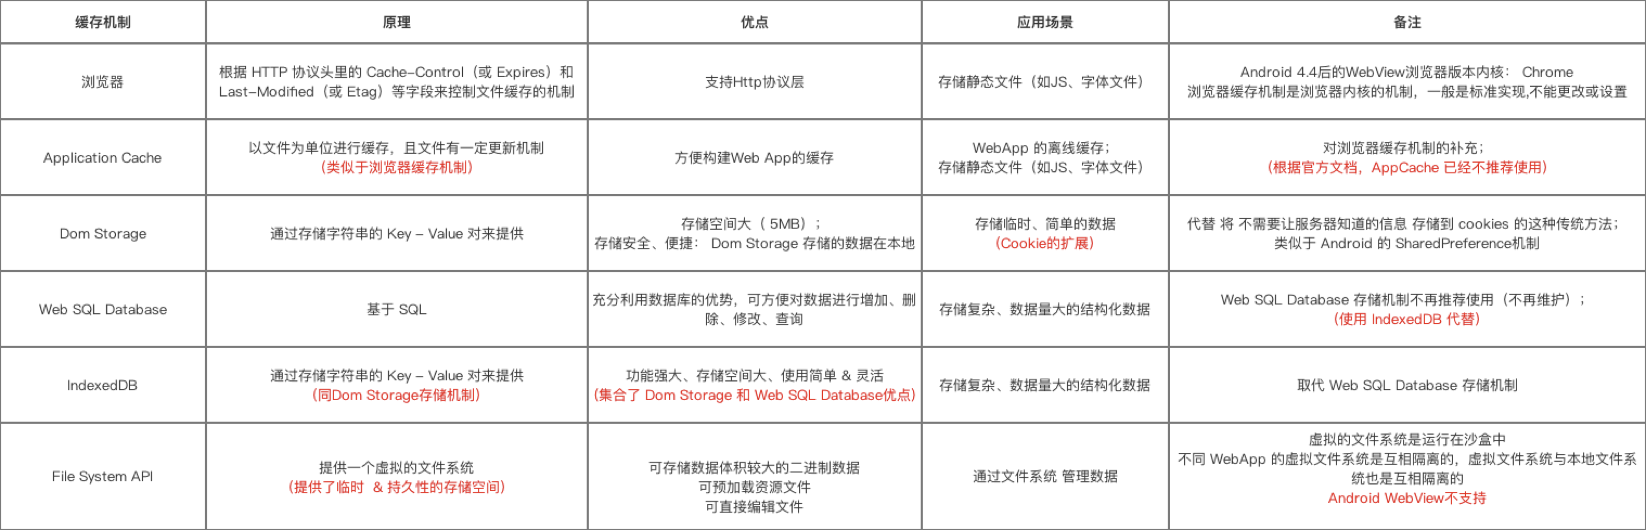 缓存机制
原理
优点
应用场景
备注
浏览器
根据 HTTP 协议头里的 Cache-Control（或 Expires）和
Last-Modified（或 Etag）等字段来控制文件缓存的机制
支持Http协议层
存储静态文件（如JS、字体文件）
Android 4.4后的WebView浏览器版本内核： Chrome
浏览器缓存机制是浏览器内核的机制，一般是标准实现,不能更改或设置
Application Cache
以文件为单位进行缓存，且文件有一定更新机制
（类似于浏览器缓存机制）
方便构建Web App的缓存
WebApp 的离线缓存；
存储静态文件（如JS、字体文件）
对浏览器缓存机制的补充；
（根据官方文档，AppCache 已经不推荐使用）
Dom Storage
通过存储字符串的 Key - Value 对来提供
存储空间大（ 5MB）；
存储安全、便捷： Dom Storage 存储的数据在本地
存储临时、简单的数据
（Cookie的扩展）
代替 将 不需要让服务器知道的信息 存储到 cookies 的这种传统方法；
类似于 Android 的 SharedPreference机制
Web SQL Database
基于 SQL
充分利用数据库的优势，可方便对数据进行增加、删
除、修改、查询
存储复杂、数据量大的结构化数据
Web SQL Database 存储机制不再推荐使用（不再维护）；
（使用 IndexedDB 代替）
IndexedDB
通过存储字符串的 Key - Value 对来提供
（同Dom Storage存储机制）
功能强大、存储空间大、使用简单 & 灵活
（集合了 Dom Storage 和 Web SQL Database优点）
存储复杂、数据量大的结构化数据
取代 Web SQL Database 存储机制
File System API
提供一个虚拟的文件系统
（提供了临时 & 持久性的存储空间）
可存储数据体积较大的二进制数据
可预加载资源文件
可直接编辑文件
通过文件系统 管理数据
虚拟的文件系统是运行在沙盒中
不同 WebApp 的虚拟文件系统是互相隔离的，虚拟文件系统与本地文件系
统也是互相隔离的
Android WebView不支持